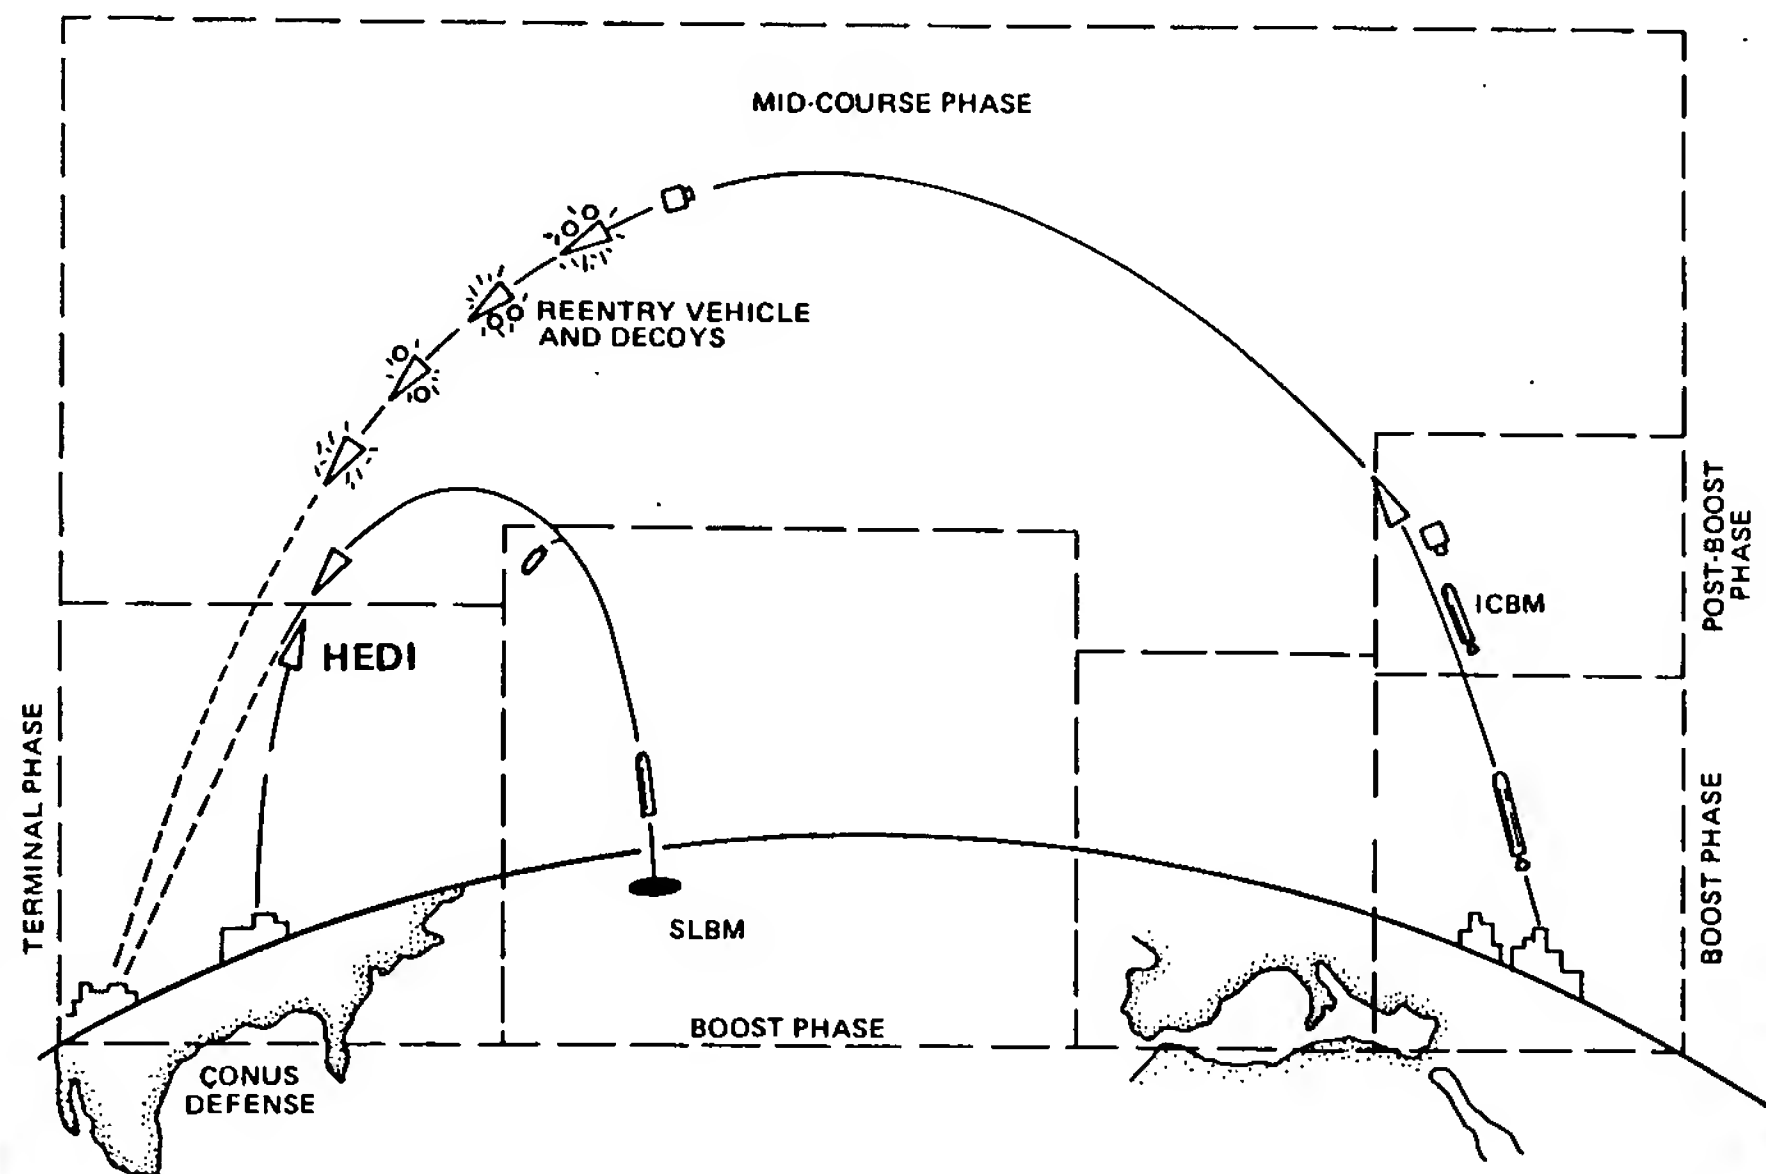 MID-COURSE PHASE
REENTRY VEHICLE
AND DECOYS
POST-BOOST
PHASE
ICBM
HEDI
TERMINAL PHASE
BOOST PHASE
SLBM
BOOST PHASE
CONUS
DEFENSE